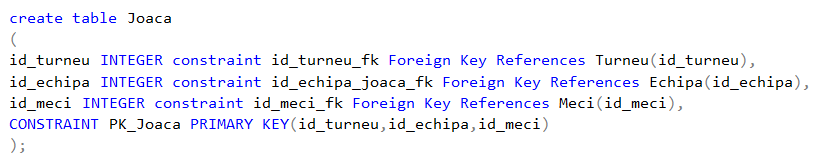 create table Joaca
(
id_turneu INTEGER constraint id_turneu_fk Foreign Key References Turneu(id_turneu),
id_echipa INTEGER constraint id_echipa_joaca_fk Foreign Key References Echipa(id_echipa),
id_meci INTEGER constraint id_meci_fk Foreign Key References Meci(id_meci),
CONSTRAINT PK_Joaca PRIMARY KEY(id_turneu,id_echipa,id_meci)
);